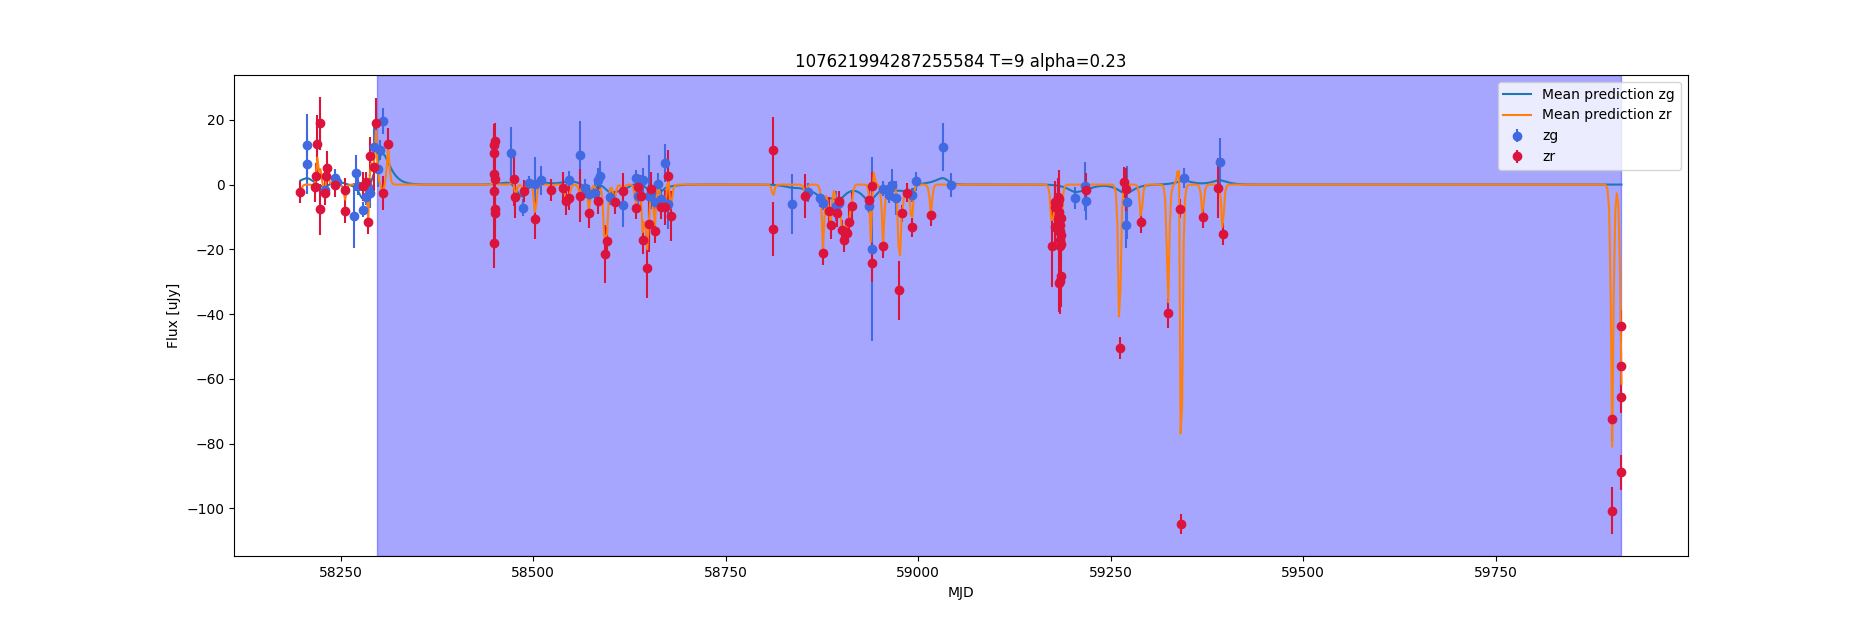 107621994287255584 T=9 alpha=0.23
Mean prediction zg
Mean prediction zr
zg
zr
20
0
−20
−40
−60
−80
−100
Flux [uJy]
58250 58500 58750 59000 59250 59500 59750
MJD